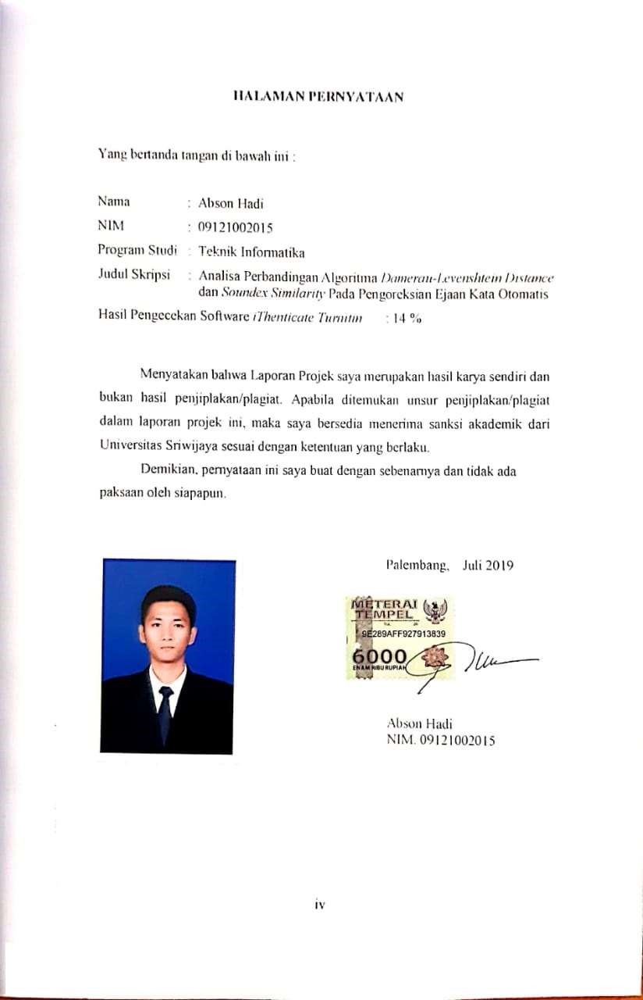 HALAMAN PERNYATAAN
Yang bertanda tangan di bawah ini :
Nama : Abson Hadi
NIM : 09121002015
Program Studi : Teknik Informatika
Judul Skripsi : Analisa Perbandingan Algoritma Damerau-Levenshtein Distance
dan Soundex Similarity Pada Pengoreksian Ejaan Kata Otomatis
Hasil Pengecekan Software iThenticate Turnitin : 14 %
Menyatakan bahwa Laporan Projek saya merupakan hasil karya sendiri dan
bukan hasil penjiplakan/plagiat. Apabila ditemukan unsur penjiplakan/plagiat
dalam laporan projek ini, maka saya bersedia menerima sanksi akademik dari
Universitas Sriwijaya sesuai dengan ketentuan yang berlaku.
Demikian, pernyataan ini saya buat dengan sebenarnya dan tidak ada
paksaan oleh siapapun.
Palembang, Juli 2019
METERAI
TEMPEL
9E289AFF927913839
6000
ENAM RIBU RUPIAH
Abson Hadi
NIM. 09121002015
iv